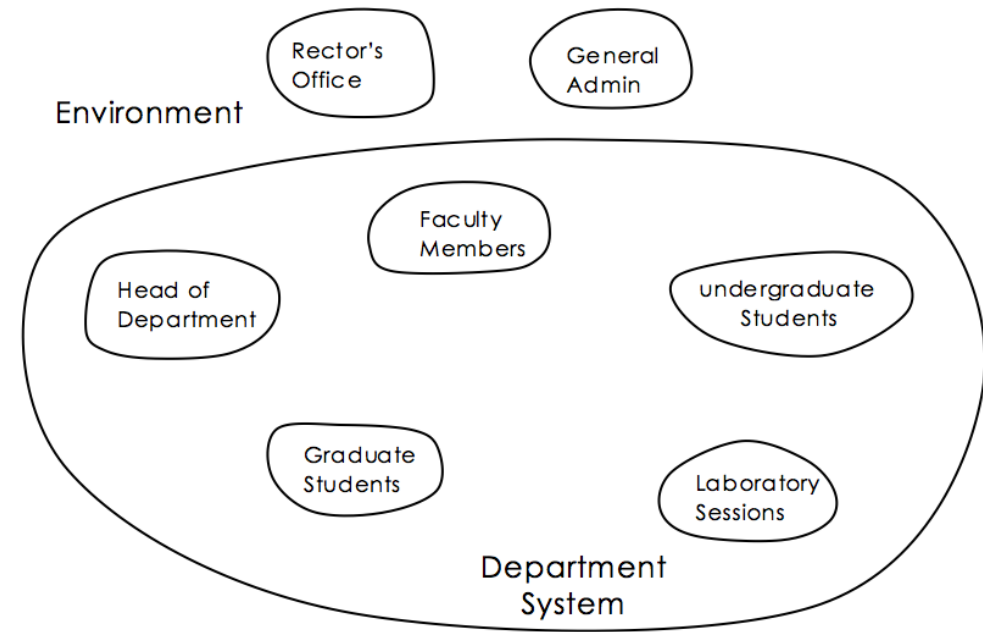 Rector's
Office
General
Admin
Environment
Faculty
Members
Head of
Department
undergraduate
Students
Graduate
Students
Laboratory
Sessions
Department
System